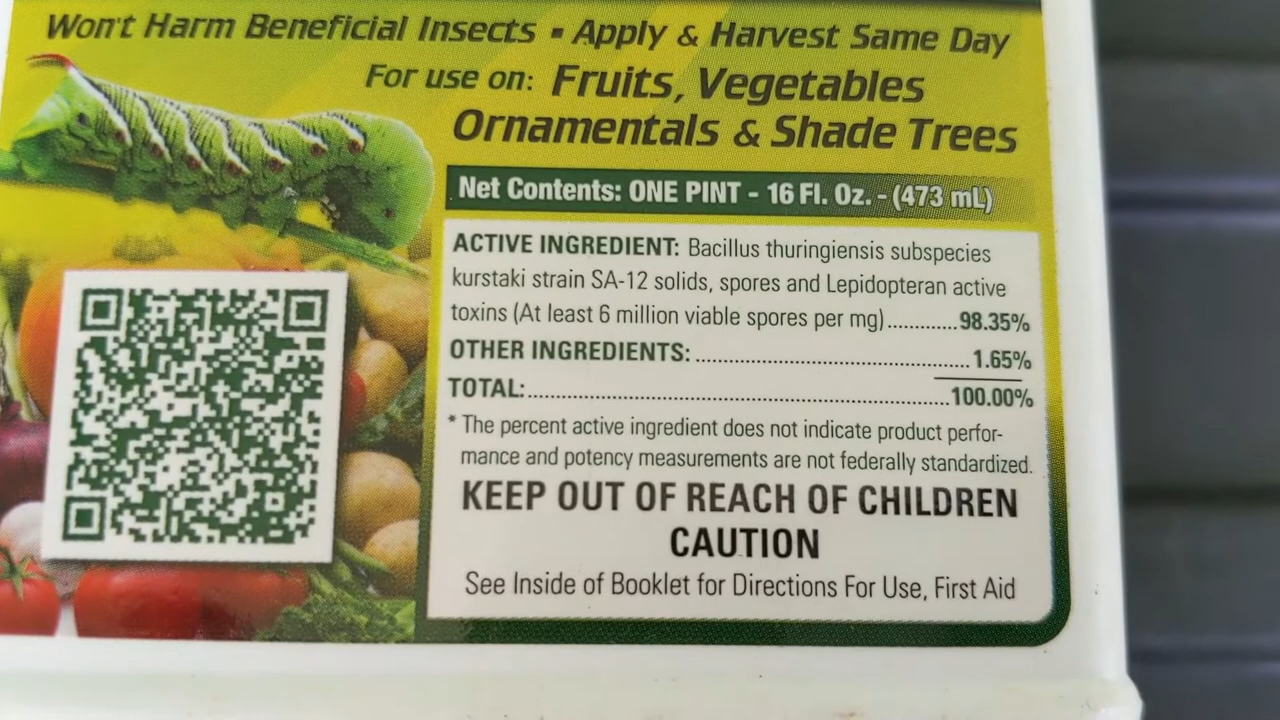 Won't Harm Beneficial Insects ▪ Apply & Harvest Same Day
For use on: Fruits, Vegetables
Ornamentals & Shade Trees
Net Contents: ONE PINT - 16 Fl. Oz. - (473 mL)
ACTIVE INGREDIENT: Bacillus thuringiensis subspecies
kurstaki strain SA-12 solids, spores and Lepidopteran active
toxins (At least 6 million viable spores per mg)............98.35%
OTHER INGREDIENTS:.................................................1.65%
TOTAL:...........................................................................100.00%
* The percent active ingredient does not indicate product perfor-
mance and potency measurements are not federally standardized.
KEEP OUT OF REACH OF CHILDREN
CAUTION
See Inside of Booklet for Directions For Use, First Aid